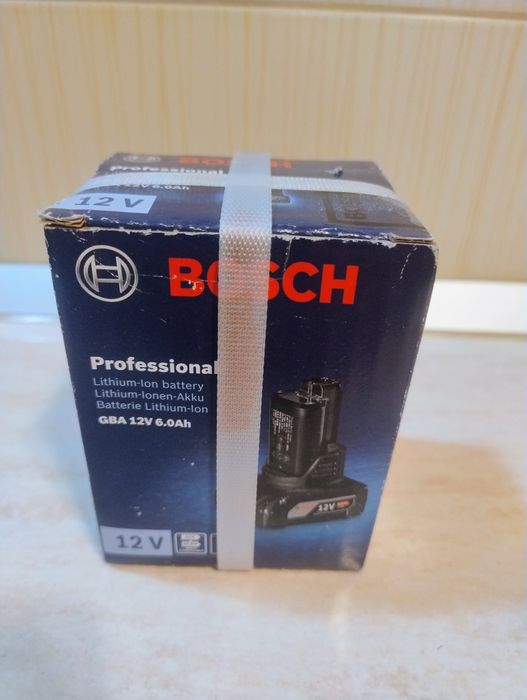 BOSCH
Professional
12V 6.0Ah
12 V
BOSCH
Professional
Lithium-Ion battery
Lithium-Ionen-Akku
Batterie Lithium-Ion
GBA 12V 6.0Ah
12V
12 V